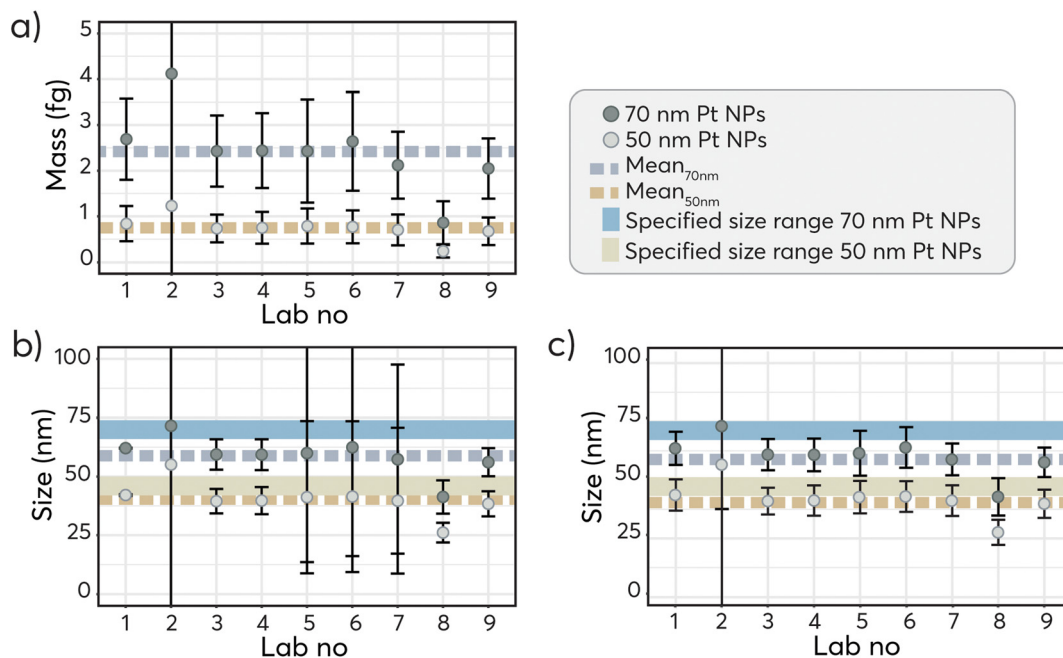 a)
Mass (fg)
5
4
3
2
1
0
1 2 3 4 5 6 7 8 9
Lab no
70 nm Pt NPs
50 nm Pt NPs
Mean70nm
Mean50nm
Specified size range 70 nm Pt NPs
Specified size range 50 nm Pt NPs
b)
Size (nm)
100
75
50
25
0
1 2 3 4 5 6 7 8 9
Lab no
c)
Size (nm)
100
75
50
25
0
1 2 3 4 5 6 7 8 9
Lab no